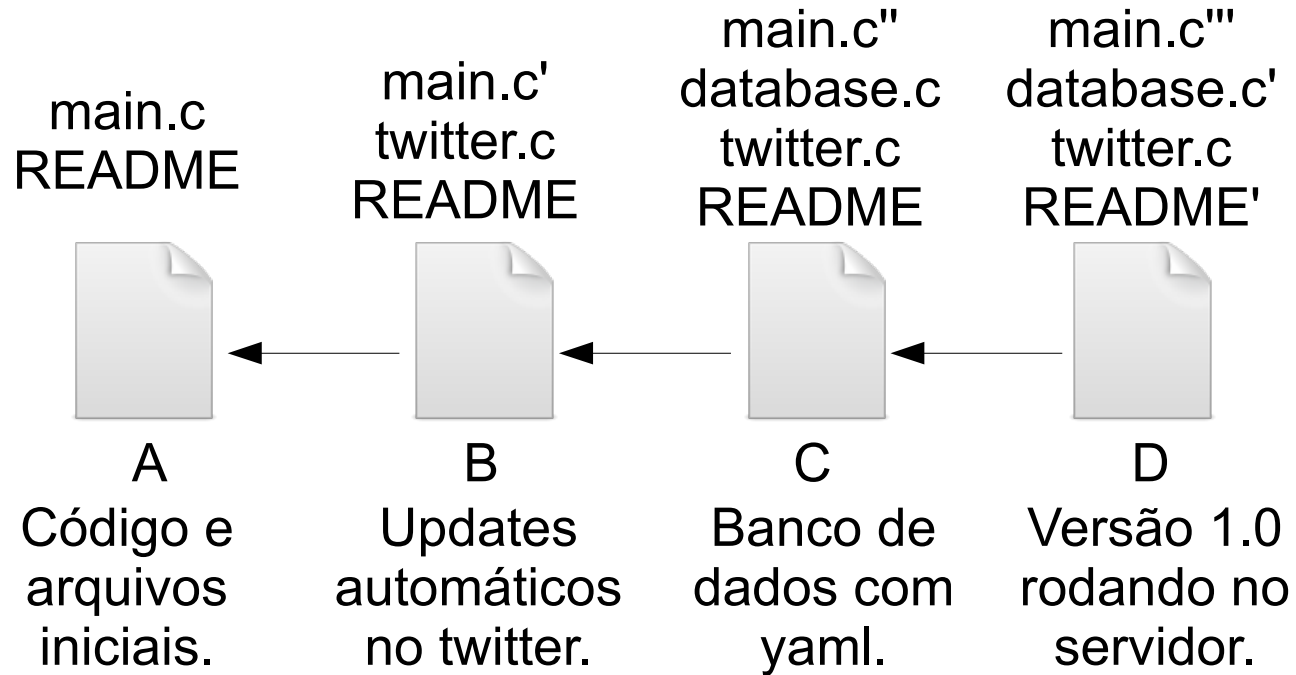 main.c
README
main.c'
twitter.c
README
main.c''
database.c
twitter.c
README
main.c'''
database.c'
twitter.c
README'
A
Código e
arquivos
iniciais.
B
Updates
automáticos
no twitter.
C
Banco de
dados com
yaml.
D
Versão 1.0
rodando no
servidor.